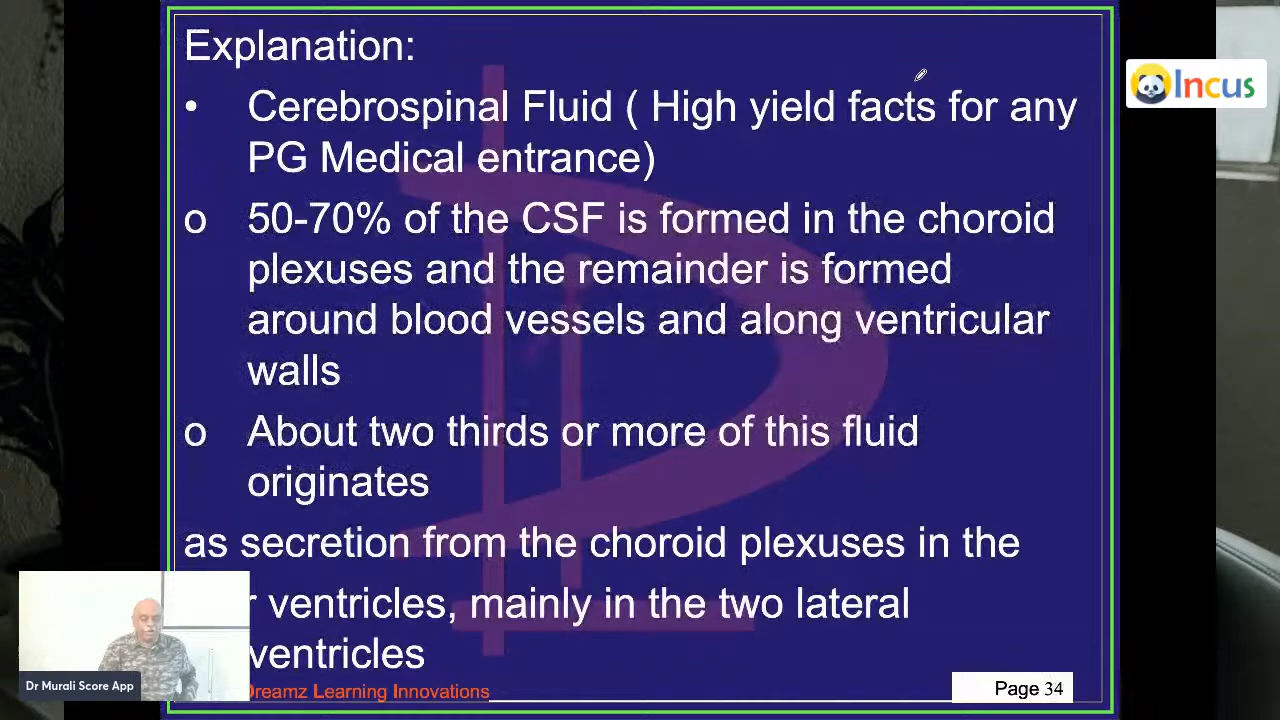 Explanation:
Incus
• Cerebrospinal Fluid ( High yield facts for any
PG Medical entrance)
o 50-70% of the CSF is formed in the choroid
plexuses and the remainder is formed
around blood vessels and along ventricular
walls
o About two thirds or more of this fluid
originates
as secretion from the choroid plexuses in the
ventricles, mainly in the two lateral
ventricles
Dr Murali Score App
Dreamz Learning Innovations
Page 34